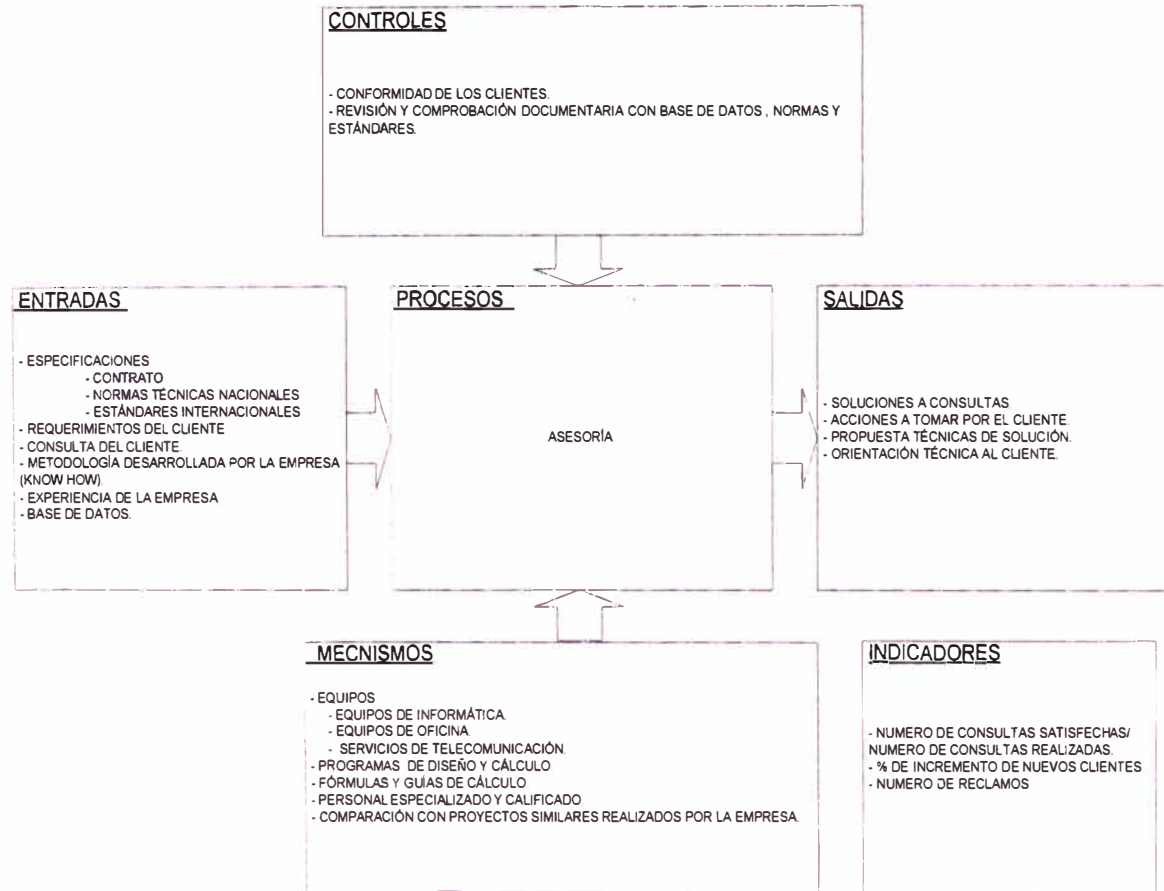 CONTROLES
- CONFORMIDAD DE LOS CLIENTES.
- REVISIÓN Y COMPROBACIÓN DOCUMENTARIA CON BASE DE DATOS , NORMAS Y
ESTÁNDARES.
ENTRADAS
- ESPECIFICACIONES
- CONTRATO
- NORMAS TÉCNICAS NACIONALES
- ESTÁNDARES INTERNACIONALES
- REQUERIMIENTOS DEL CLIENTE
- CONSULTA DEL CLIENTE.
- METODOLOGÍA DESARROLLADA POR LA EMPRESA
(KNOW HOW).
- EXPERIENCIA DE LA EMPRESA
- BASE DE DATOS.
PROCESOS
ASESORÍA
SALIDAS
- SOLUCIONES A CONSULTAS
- ACCIONES A TOMAR POR EL CLIENTE.
- PROPUESTA TÉCNICAS DE SOLUCIÓN.
- ORIENTACIÓN TÉCNICA AL CLIENTE.
MECNISMOS
- EQUIPOS
- EQUIPOS DE INFORMÁTICA.
- EQUIPOS DE OFICINA.
- SERVICIOS DE TELECOMUNICACIÓN.
- PROGRAMAS DE DISEÑO Y CÁLCULO
- FÓRMULAS Y GUÍAS DE CÁLCULO
- PERSONAL ESPECIALIZADO Y CALIFICADO
- COMPARACIÓN CON PROYECTOS SIMILARES REALIZADOS POR LA EMPRESA.
INDICADORES
- NUMERO DE CONSULTAS SATISFECHAS/
NUMERO DE CONSULTAS REALIZADAS.
- % DE INCREMENTO DE NUEVOS CLIENTES
- NUMERO DE RECLAMOS